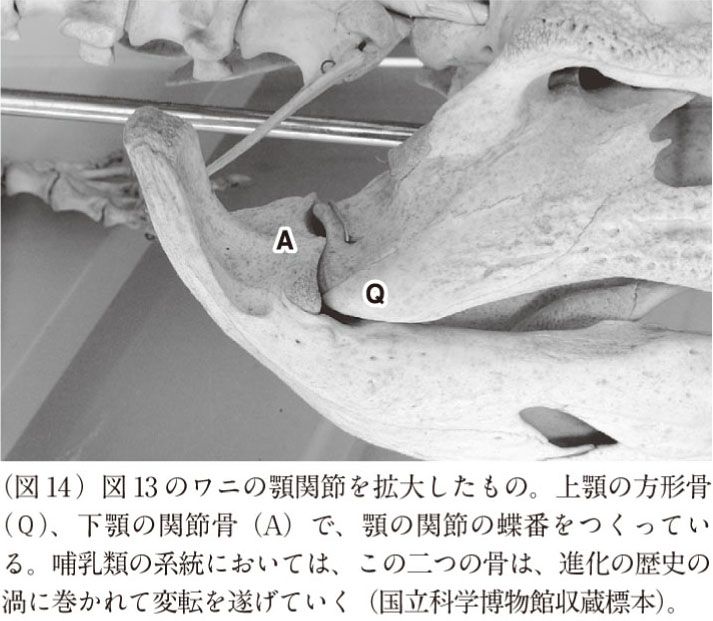 A
Q
(図14) 図13のワニの顎関節を拡大したもの。上顎の方形骨
(Q)、下顎の関節骨(A)で、顎の関節の蝶番をつくってい
る。哺乳類の系統においては、この二つの骨は、進化の歴史の
渦に巻かれて変転を遂げていく(国立科学博物館収蔵標本)。